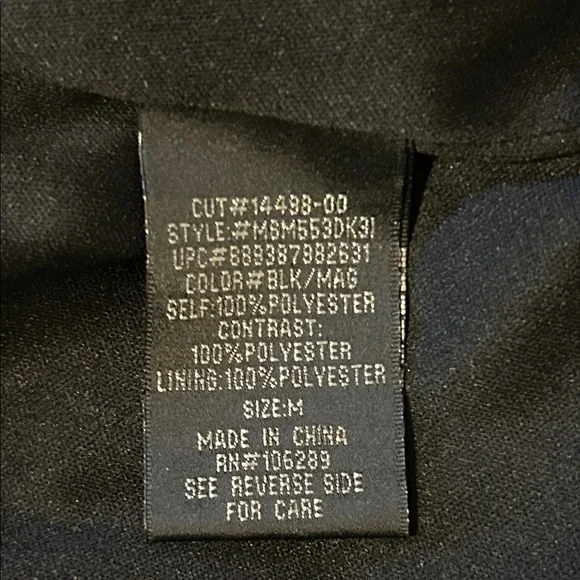 CUT#14498-00
STYLE:#M8M553DK3I
UPC#889387982631
COLOR#BLK/MAG
SELF:100%POLYESTER
CONTRAST:
100%POLYESTER
LINING:100%POLYESTER
SIZE:M
MADE IN CHINA
RN#106289
SEE REVERSE SIDE
FOR CARE